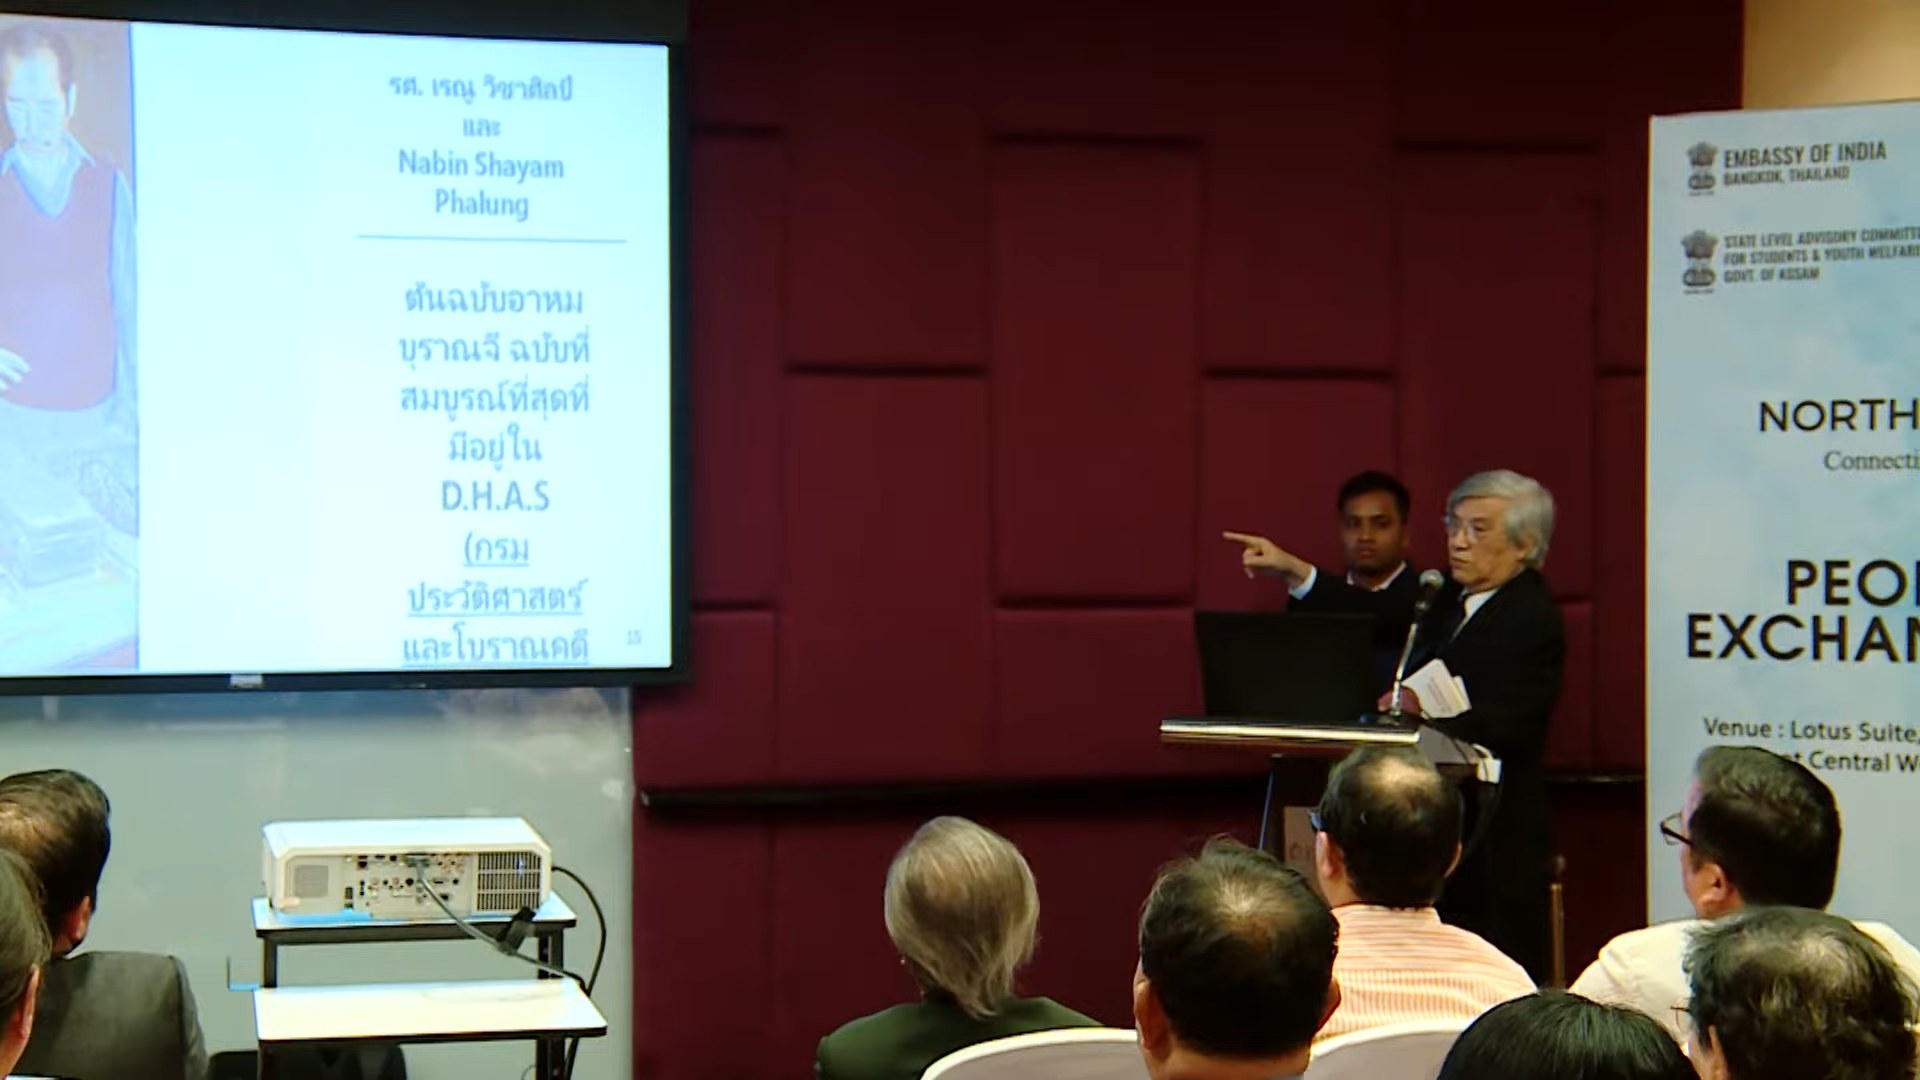 รศ. เรณู วิชาศิลป์
และ
Nabin Shayam
Phalung
ต้นฉบับอาหม
บุราณจี ฉบับที่
สมบูรณ์ที่สุดที่
มีอยู่ใน
D.H.A.S
(กรม
ประวัติศาสตร์
และโบราณคดี
15
EMBASSY OF INDIA
BANGKOK, THAILAND
STATE LEVEL ADVISORY COMMITTE
FOR STUDENTS & YOUTH WELFARE
GOVT. OF ASSAM
NORTH
Connecti
PEOP
EXCHAN
Venue : Lotus Suite,
Central W